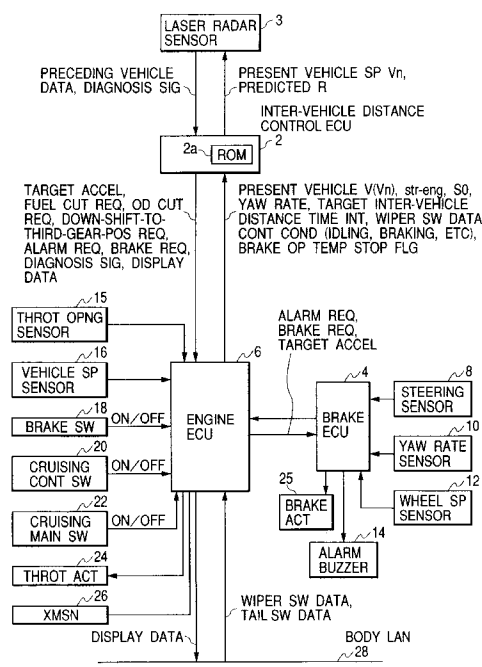 3
LASER RADAR
SENSOR
PRECEDING VEHICLE
DATA, DIAGNOSIS SIG
PRESENT VEHICLE SP Vn,
PREDICTED R
INTER-VEHICLE DISTANCE
CONTROL ECU
2a
ROM
2
TARGET ACCEL,
FUEL CUT REQ, OD CUT
REQ, DOWN-SHIFT-TO-
THIRD-GEAR-POS REQ,
ALARM REQ, BRAKE REQ,
DIAGNOSIS SIG, DISPLAY
DATA
PRESENT VEHICLE V(Vn), str-eng, S0,
YAW RATE, TARGET INTER-VEHICLE
DISTANCE TIME INT, WIPER SW DATA
CONT COND (IDLING, BRAKING, ETC),
BRAKE OP TEMP STOP FLG
15
THROT OPNG
SENSOR
16
VEHICLE SP
SENSOR
18
BRAKE SW
ON/OFF
20
CRUISING
CONT SW
ON/OFF
22
CRUISING
MAIN SW
ON/OFF
24
THROT ACT
26
XMSN
6
ENGINE
ECU
ALARM REQ,
BRAKE REQ,
TARGET ACCEL
4
BRAKE
ECU
8
STEERING
SENSOR
10
YAW RATE
SENSOR
12
WHEEL SP
SENSOR
25
BRAKE
ACT
14
ALARM
BUZZER
DISPLAY DATA
WIPER SW DATA,
TAIL SW DATA
BODY LAN
28